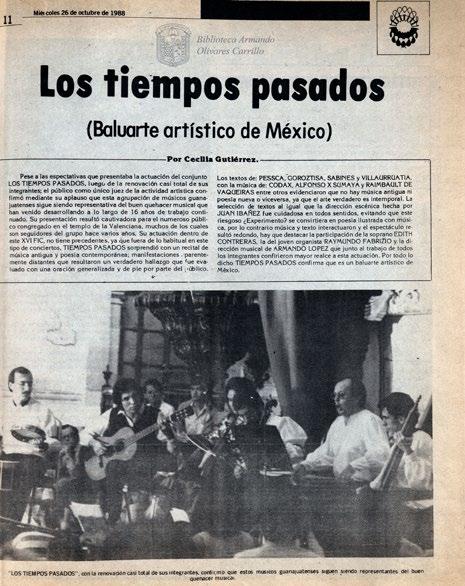 11
Miércoles 26 de octubre de 1988
Biblioteca Armando
Olivares Carrillo
Los tiempos pasados
(Baluarte artístico de México)
Por Cecilia Gutiérrez.
Pese a las espectativas que presentaba la actuación del conjunto
LOS TIEMPOS PASADOS, luego de la renovación casi total de sus
integrantes; el público como único juez de la actividad artística con-
firmó mediante su aplauso que esta agrupación de músicos guana-
juatenses sigue siendo representativa del buen quehacer musical que
han venido desarrollando a lo largo de 16 años de trabajo conti-
nuado. Su presentación resultó cautivadora para el numeroso públi-
co congregado en el templo de la Valenciana, muchos de los cuales
son seguidores del grupo hace varios años. Su actuación dentro de
este XVI FIC, no tiene precedentes, ya que fuera de lo habitual en este
tipo de conciertos, TIEMPOS PASADOS sorprendió con un recital de
música antigua y poesía contemporánea; manifestaciones parente-
mente distantes que resultaron un verdadero hallazgo que fue eva-
luado con una oración generalizada y de pie por parte del público.
Los textos de: PESSCA, GOROZTISA, SABINES y VILLAURRUATIA,
con la música de: CODAX, ALFONSO X SUMAYA y RAIMBAULT DE
VAQUEIRAS entre otros evidenciaron que no hay música antigua ni
poesía nueva o viceversa, ya que el arte verdadero es intemporal. La
selección de textos al igual que la dirección escénica hecha por
JUAN IBAÑEZ fue cuidadosa en todos sentidos, evitando que este
riesgoso ¿Experimento? se convirtiera en poesía ilustrada con músi-
ca, por lo contrario música y texto interactuaron y el espectáculo re-
sultó redondo, hay que destacar la participación de la soprano EDITH
CONTRERAS, la del joven organista RAYMUNDO FABRIZIO y la di-
rección musical de ARMANDO LOPEZ que junto al trabajo de todos
los integrantes confirieron mayor realce a esta actuación. Por todo lo
dicho TIEMPOS PASADOS confirma que es un baluarte artístico de
México.
"LOS TIEMPOS PASADOS", con la renovación casi total de sus integrantes, confirmó que estos músicos guanajuatenses siguen siendo representantes del buen
quehacer musical.